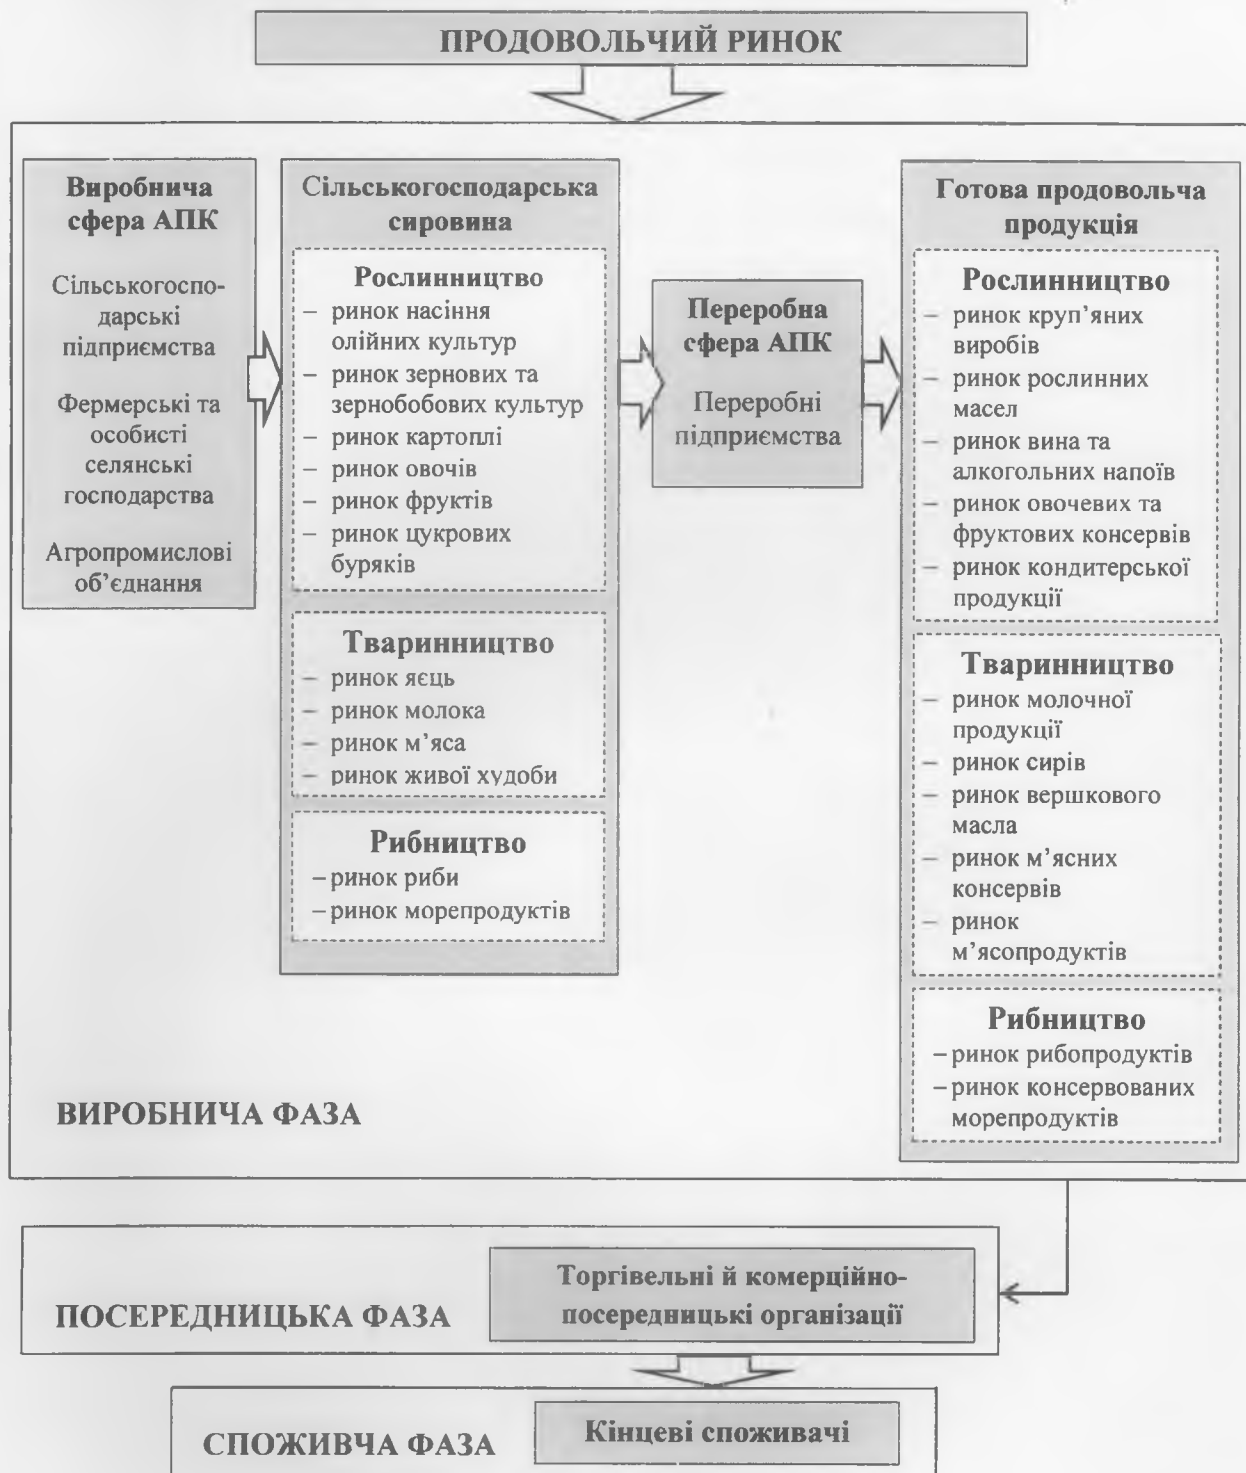 ПРОДОВОЛЬЧИЙ РИНОК
Виробнича
сфера АПК
Сільськогоспо-
дарські
підприємства
Фермерські та
особисті
селянські
господарства
Агропромислові
об’єднання
Сільськогосподарська
сировина
Рослинництво
– ринок насіння
олійних культур
– ринок зернових та
зернобобових культур
– ринок картоплі
– ринок овочів
– ринок фруктів
– ринок цукрових
буряків
Тваринництво
– ринок яєць
– ринок молока
– ринок м’яса
– ринок живої худоби
Рибництво
– ринок риби
– ринок морепродуктів
Переробна
сфера АПК
Переробні
підприємства
Готова продовольча
продукція
Рослинництво
– ринок круп’яних
виробів
– ринок рослинних
масел
– ринок вина та
алкогольних напоїв
– ринок овочевих та
фруктових консервів
– ринок кондитерської
продукції
Тваринництво
– ринок молочної
продукції
– ринок сирів
– ринок вершкового
масла
– ринок м’ясних
консервів
– ринок
м’ясопродуктів
Рибництво
– ринок рибопродуктів
– ринок консервованих
морепродуктів
ВИРОБНИЧА ФАЗА
ПОСЕРЕДНИЦЬКА ФАЗА
Торгівельні й комерційно-
посередницькі організації
СПОЖИВЧА ФАЗА
Кінцеві споживачі